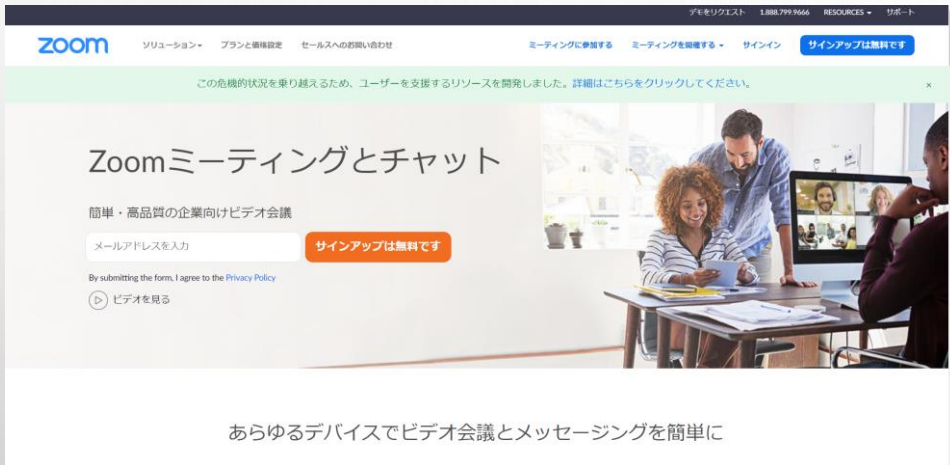 デモをリクエスト 1.888.799.9666 RESOURCES サポート
zoom ソリューション プランと価格設定 セールスへのお問い合わせ ミーティングに参加する ミーティングを開催する サインイン サインアップは無料です
この危機的状況を乗り越えるため、ユーザーを支援するリソースを開発しました。詳細はこちらをクリックしてください。 ×
Zoomミーティングとチャット
簡単・高品質の企業向けビデオ会議
メールアドレスを入力 サインアップは無料です
By submitting the form, I agree to the Privacy Policy
ビデオを見る
あらゆるデバイスでビデオ会議とメッセージングを簡単に